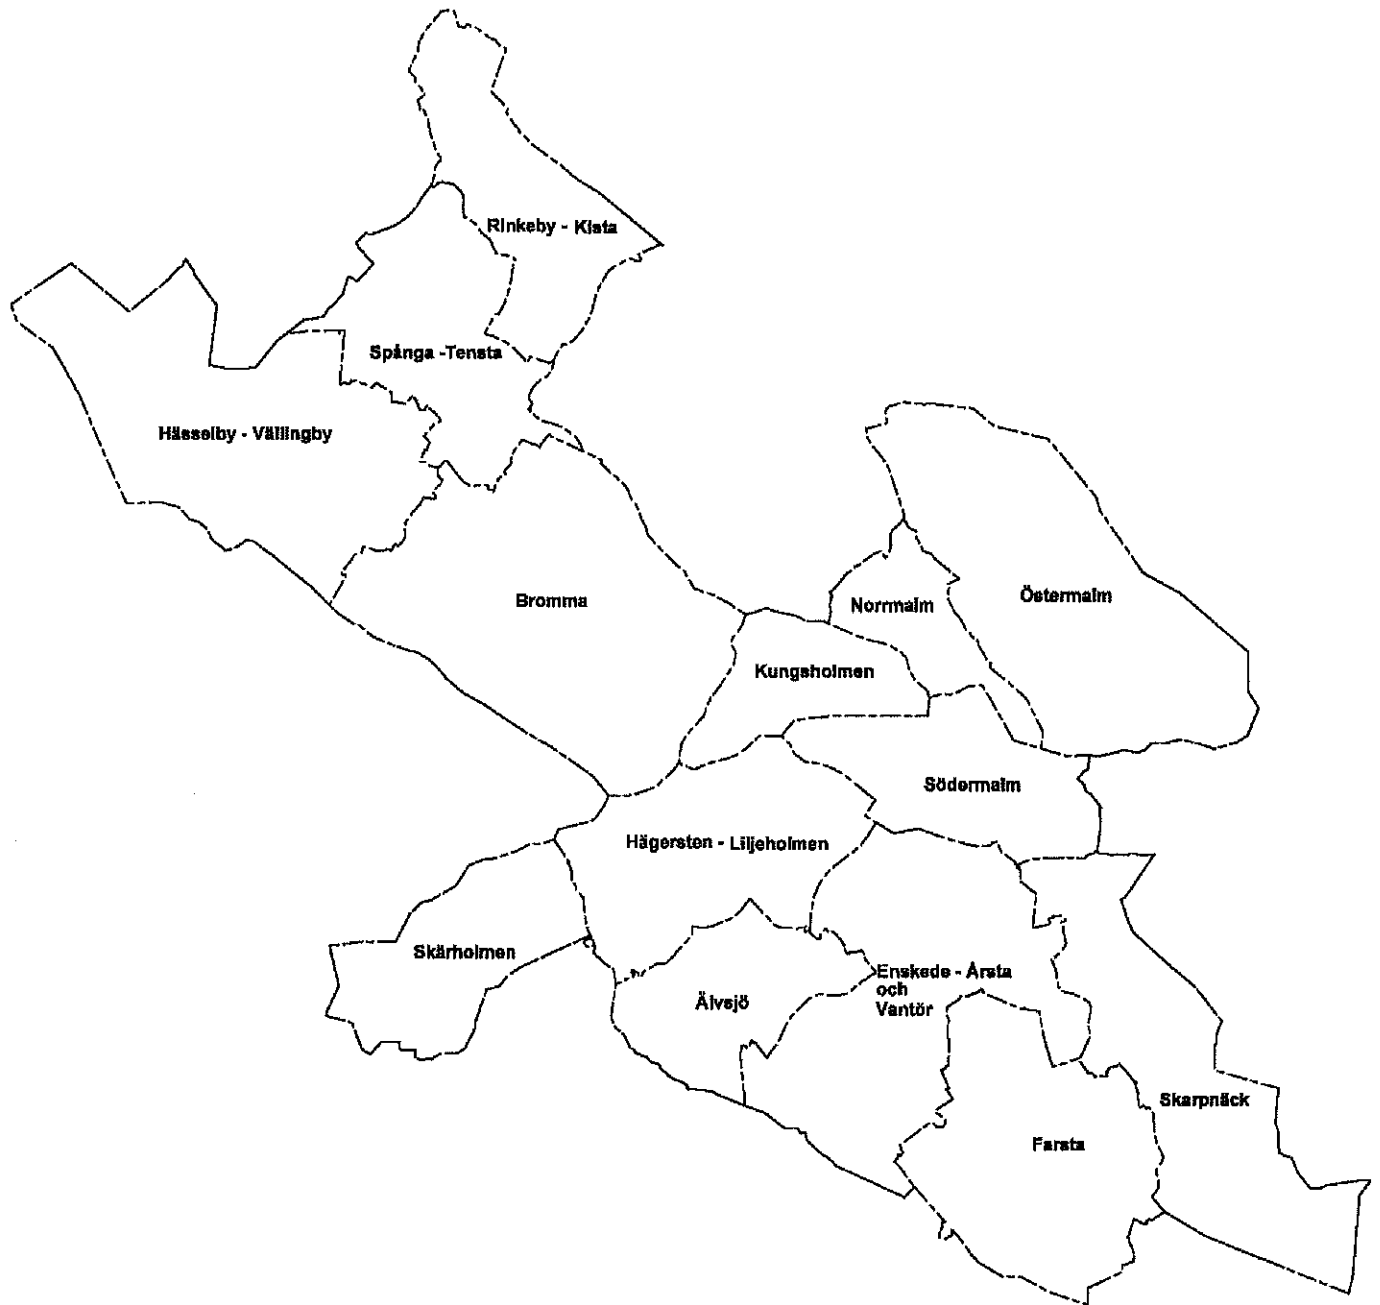 Rinkeby - Kista
Spånga -Tensta
Hässelby - Vällingby
Bromma
Norrmalm
Östermalm
Kungsholmen
Södermalm
Hägersten - Liljeholmen
Skärholmen
Älvsjö
Enskede - Årsta
och
Vantör
Skarpnäck
Farsta